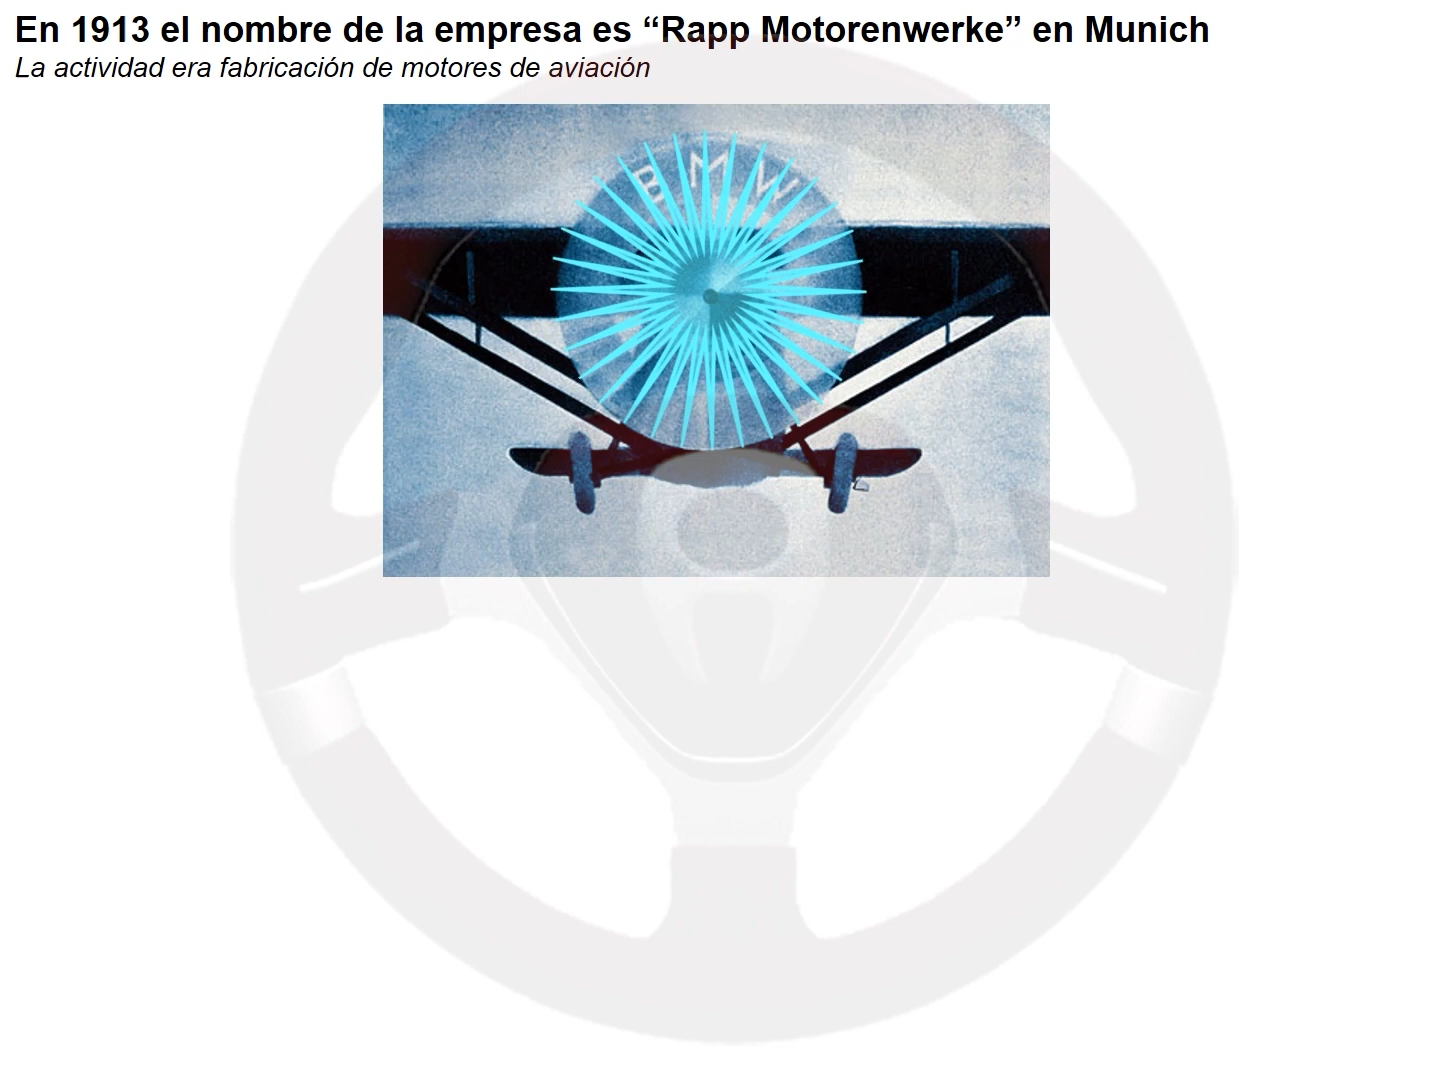 En 1913 el nombre de la empresa es “Rapp Motorenwerke” en Munich
La actividad era fabricación de motores de aviación
BMW